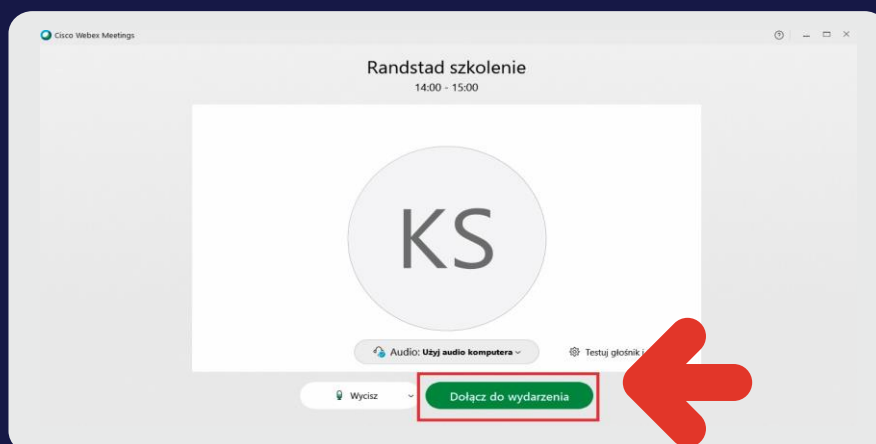 Cisco Webex Meetings
Randstad szkolenie
14:00 - 15:00
KS
Audio: Użyj audio komputera
Testuj głośnik i
Wycisz
Dołącz do wydarzenia